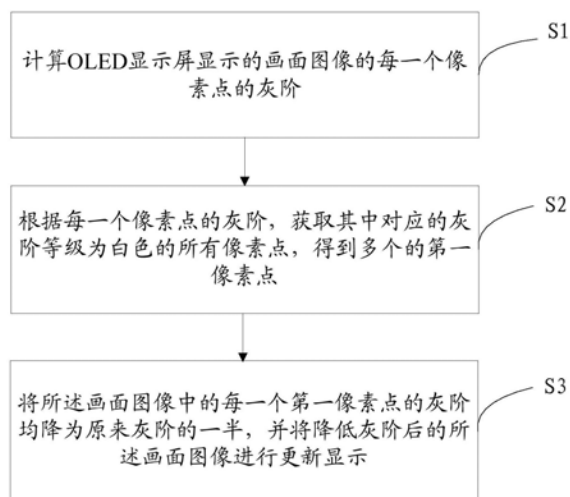 计算OLED显示屏显示的画面图像的每一个像
素点的灰阶
S1
根据每一个像素点的灰阶，获取其中对应的灰
阶等级为白色的所有像素点，得到多个的第一
像素点
S2
将所述画面图像中的每一个第一像素点的灰阶
均降为原来灰阶的一半，并将降低灰阶后的所
述画面图像进行更新显示
S3